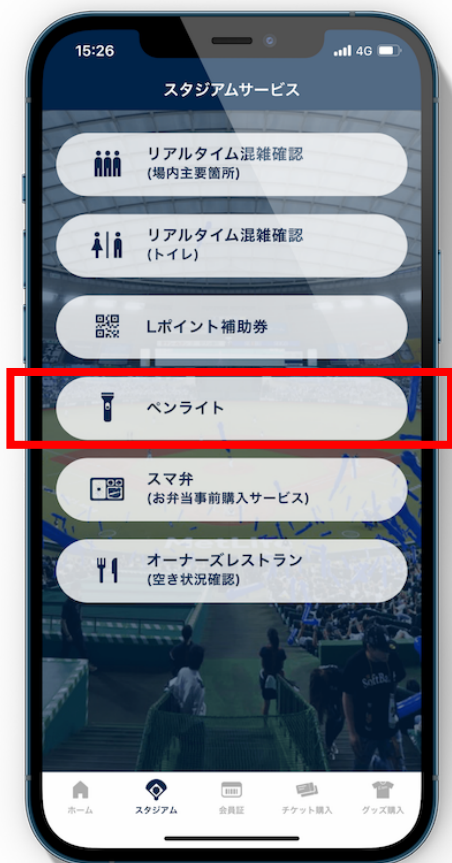 15:26
4G
スタジアムサービス
リアルタイム混雑確認
(場内主要箇所)
リアルタイム混雑確認
(トイレ)
Lポイント補助券
ペンライト
スマ弁
(お弁当事前購入サービス)
オーナーズレストラン
(空き状況確認)
ホーム
スタジアム
会員証
チケット購入
グッズ購入